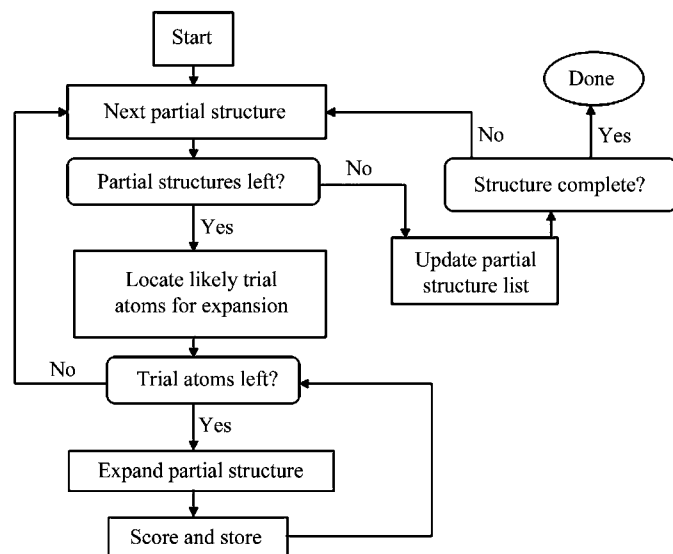 Start
Done
Next partial structure
No
Yes
Partial structures left?
No
Structure complete?
Yes
Update partial
structure list
Locate likely trial
atoms for expansion
No
Trial atoms left?
Yes
Expand partial structure
Score and store